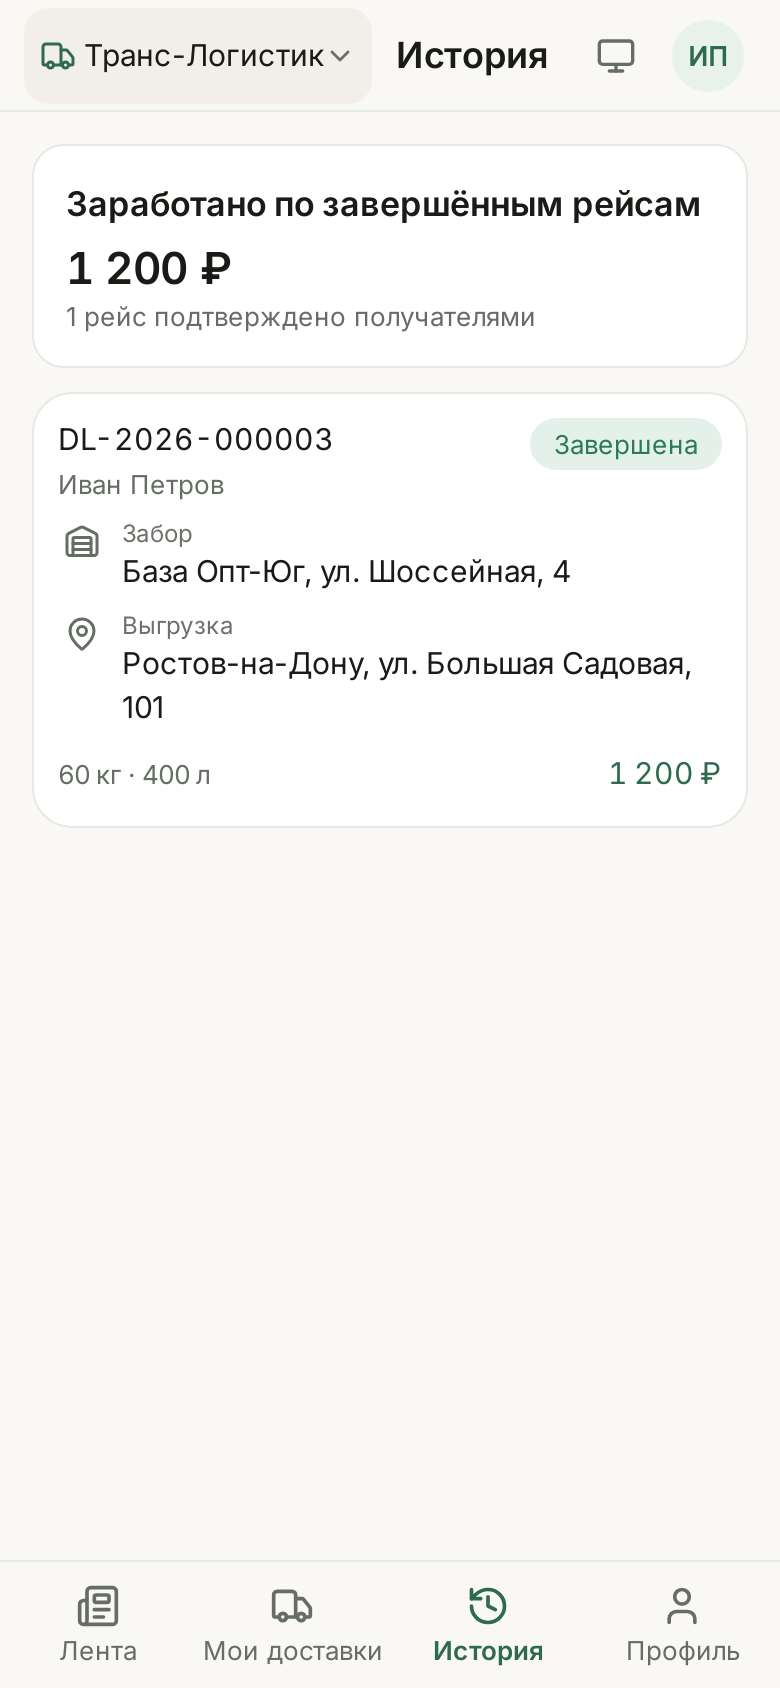 Транс-Логистик
История
ИП
Заработано по завершённым рейсам
1 200 ₽
1 рейс подтверждено получателями
DL-2026-000003
Завершена
Иван Петров
Забор
База Опт-Юг, ул. Шоссейная, 4
Выгрузка
Ростов-на-Дону, ул. Большая Садовая,
101
60 кг · 400 л
1 200 ₽
Лента
Мои доставки
История
Профиль